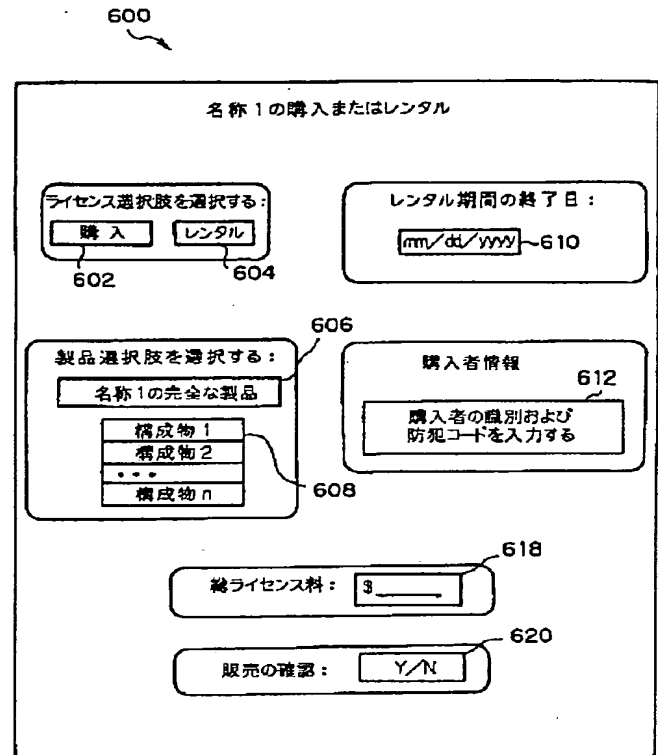 600
名称1の購入またはレンタル
ライセンス選択肢を選択する:
購入
レンタル
602
604
レンタル期間の終了日:
mm/dd/yyyy
610
606
製品選択肢を選択する:
名称1の完全な製品
構成物1
構成物2
・・・
構成物n
608
購入者情報
612
購入者の識別および
防犯コードを入力する
618
総ライセンス料: $______
620
販売の確認: Y/N